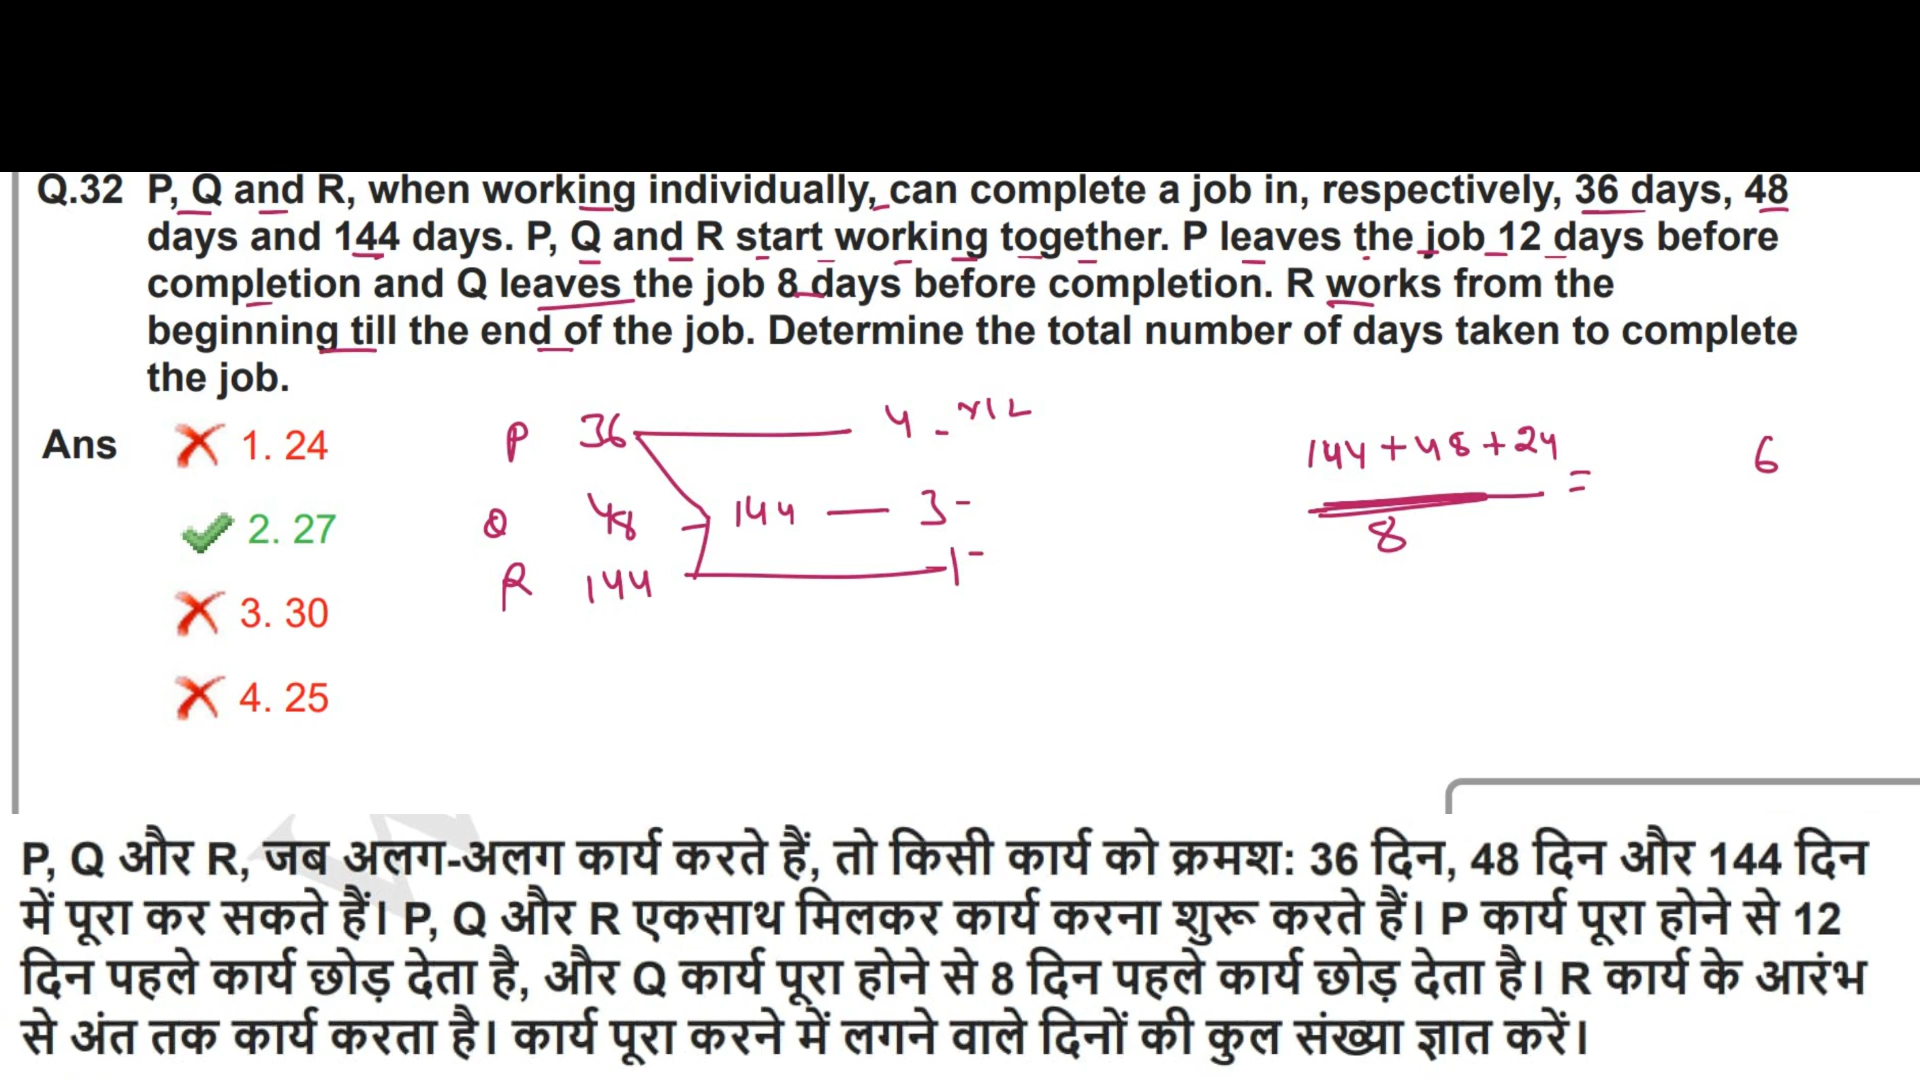 Q.32 P, Q and R, when working individually, can complete a job in, respectively, 36 days, 48
days and 144 days. P, Q and R start working together. P leaves the job 12 days before
completion and Q leaves the job 8 days before completion. R works from the
beginning till the end of the job. Determine the total number of days taken to complete
the job.
Ans 1. 24
2. 27
3. 30
4. 25
P 36 4 - x12
Q 48 144 3 -
R 144 1 -
144 + 48 + 24 =
8
6
P, Q और R, जब अलग-अलग कार्य करते हैं, तो किसी कार्य को क्रमश: 36 दिन, 48 दिन और 144 दिन
में पूरा कर सकते हैं। P, Q और R एकसाथ मिलकर कार्य करना शुरू करते हैं। P कार्य पूरा होने से 12
दिन पहले कार्य छोड़ देता है, और Q कार्य पूरा होने से 8 दिन पहले कार्य छोड़ देता है। R कार्य के आरंभ
से अंत तक कार्य करता है। कार्य पूरा करने में लगने वाले दिनों की कुल संख्या ज्ञात करें।